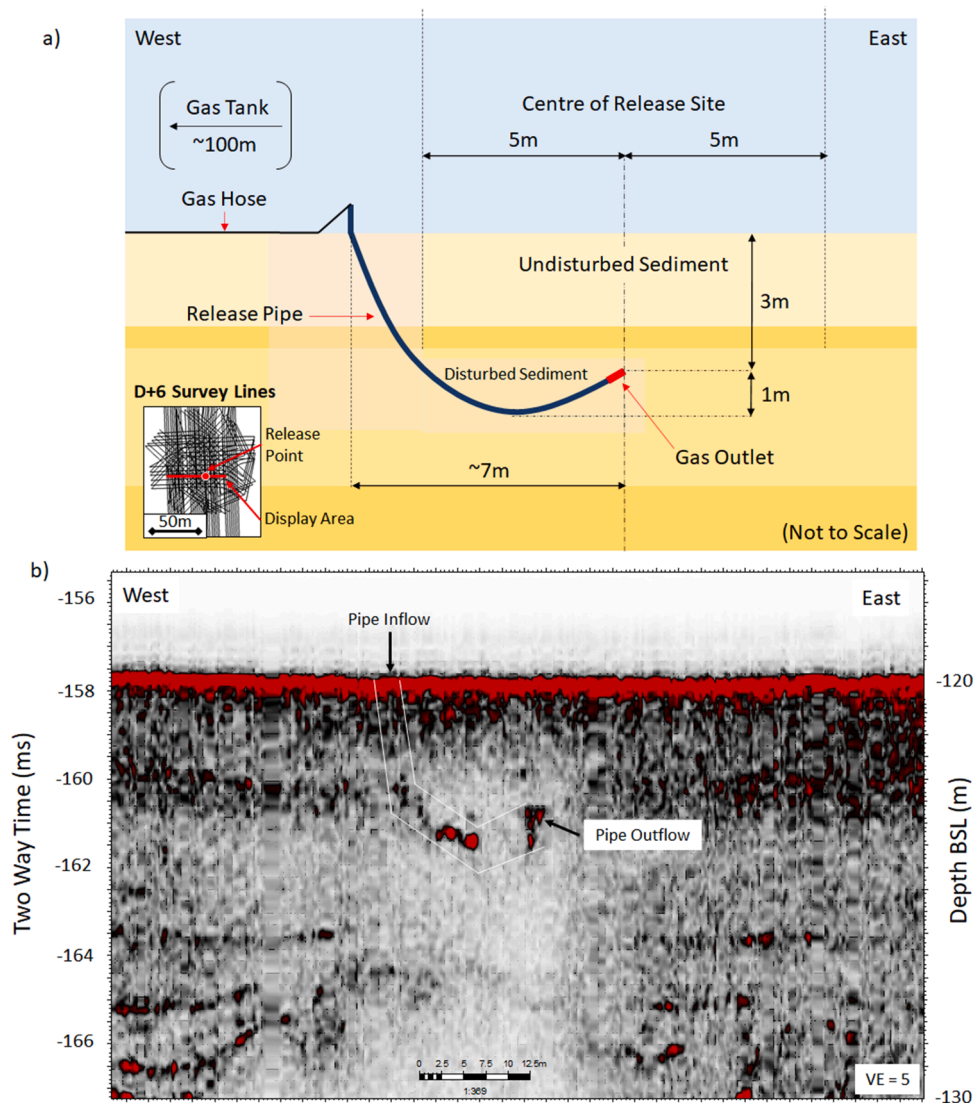 a)
West
East
Gas Tank
~100m
Centre of Release Site
5m
5m
Gas Hose
Undisturbed Sediment
3m
Release Pipe
Disturbed Sediment
1m
D+6 Survey Lines
Release
Point
Gas Outlet
~7m
50m
Display Area
(Not to Scale)
b)
West
East
-156
Pipe Inflow
-158
-120
-160
Pipe Outflow
-162
Two Way Time (ms)
Depth BSL (m)
-164
-166
0 2.5 5 7.5 10 12.5m
1:389
VE = 5
-130